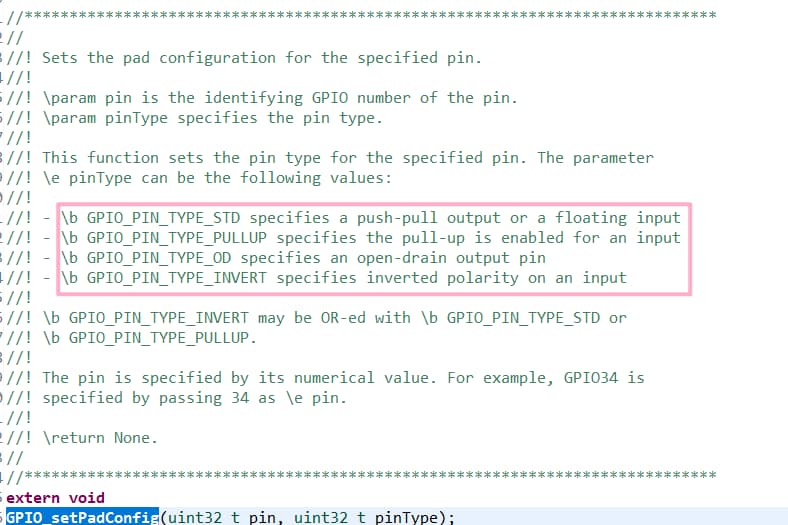 //*****************************************************************************
//
//! Sets the pad configuration for the specified pin.
//!
//! \param pin is the identifying GPIO number of the pin.
//! \param pinType specifies the pin type.
//!
//! This function sets the pin type for the specified pin. The parameter
//! \e pinType can be the following values:
//!
//! - \b GPIO_PIN_TYPE_STD specifies a push-pull output or a floating input
//! - \b GPIO_PIN_TYPE_PULLUP specifies the pull-up is enabled for an input
//! - \b GPIO_PIN_TYPE_OD specifies an open-drain output pin
//! - \b GPIO_PIN_TYPE_INVERT specifies inverted polarity on an input
//!
//! \b GPIO_PIN_TYPE_INVERT may be OR-ed with \b GPIO_PIN_TYPE_STD or
//! \b GPIO_PIN_TYPE_PULLUP.
//!
//! The pin is specified by its numerical value. For example, GPIO34 is
//! specified by passing 34 as \e pin.
//!
//! \return None.
//
//*****************************************************************************
extern void
GPIO_setPadConfig(uint32_t pin, uint32_t pinType);